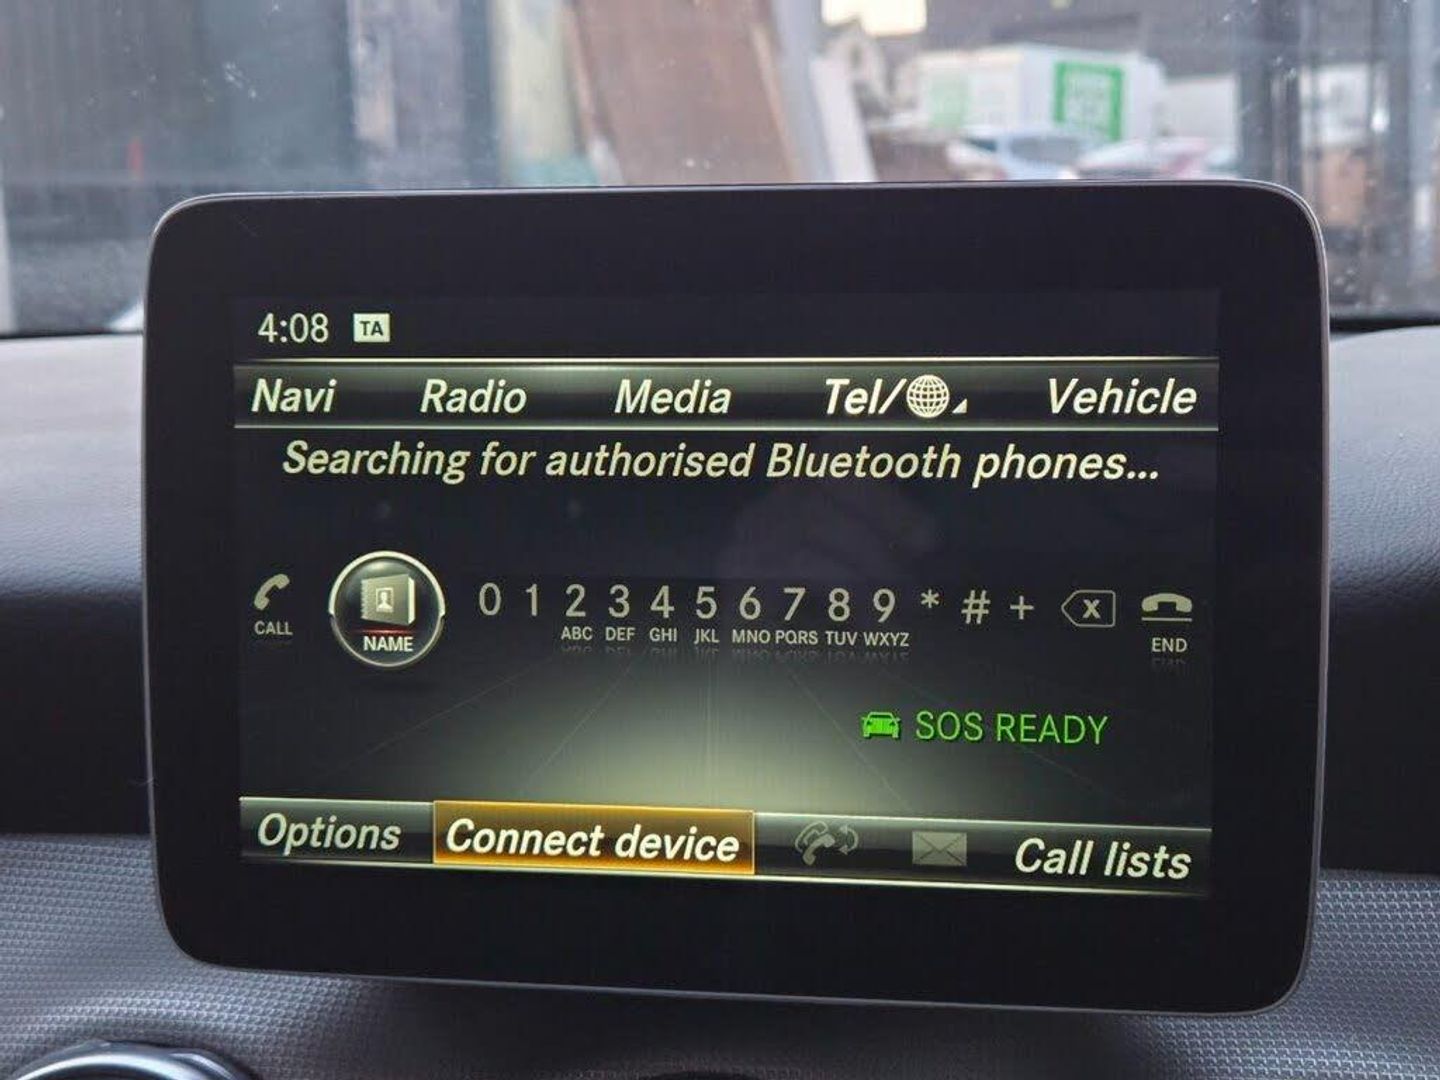 4:08 TA
Navi Radio Media Tel/ Vehicle
Searching for authorised Bluetooth phones...
CALL NAME 0 1 2 3 4 5 6 7 8 9 * # + X END
ABC DEF GHI JKL MNO PQRS TUV WXYZ
SOS READY
Options Connect device Call lists